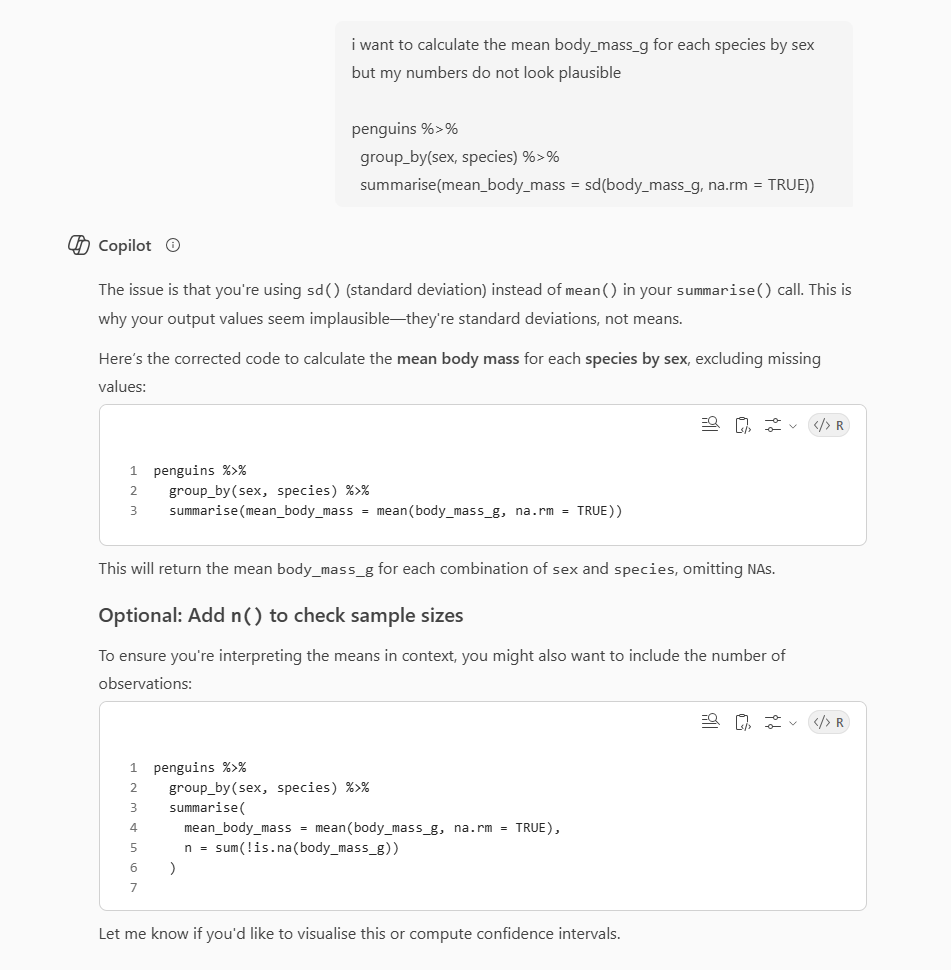 i want to calculate the mean body_mass_g for each species by sex
but my numbers do not look plausible
penguins %>%
group_by(sex, species) %>%
summarise(mean_body_mass = sd(body_mass_g, na.rm = TRUE))
Copilot
The issue is that you're using sd() (standard deviation) instead of mean() in your summarise() call. This is
why your output values seem implausible—they're standard deviations, not means.
Here's the corrected code to calculate the mean body mass for each species by sex, excluding missing
values:
</> R
1 penguins %>%
2 group_by(sex, species) %>%
3 summarise(mean_body_mass = mean(body_mass_g, na.rm = TRUE))
This will return the mean body_mass_g for each combination of sex and species, omitting NAs.
Optional: Add n() to check sample sizes
To ensure you're interpreting the means in context, you might also want to include the number of
observations:
</> R
1 penguins %>%
2 group_by(sex, species) %>%
3 summarise(
4 mean_body_mass = mean(body_mass_g, na.rm = TRUE),
5 n = sum(!is.na(body_mass_g))
6 )
7
Let me know if you'd like to visualise this or compute confidence intervals.